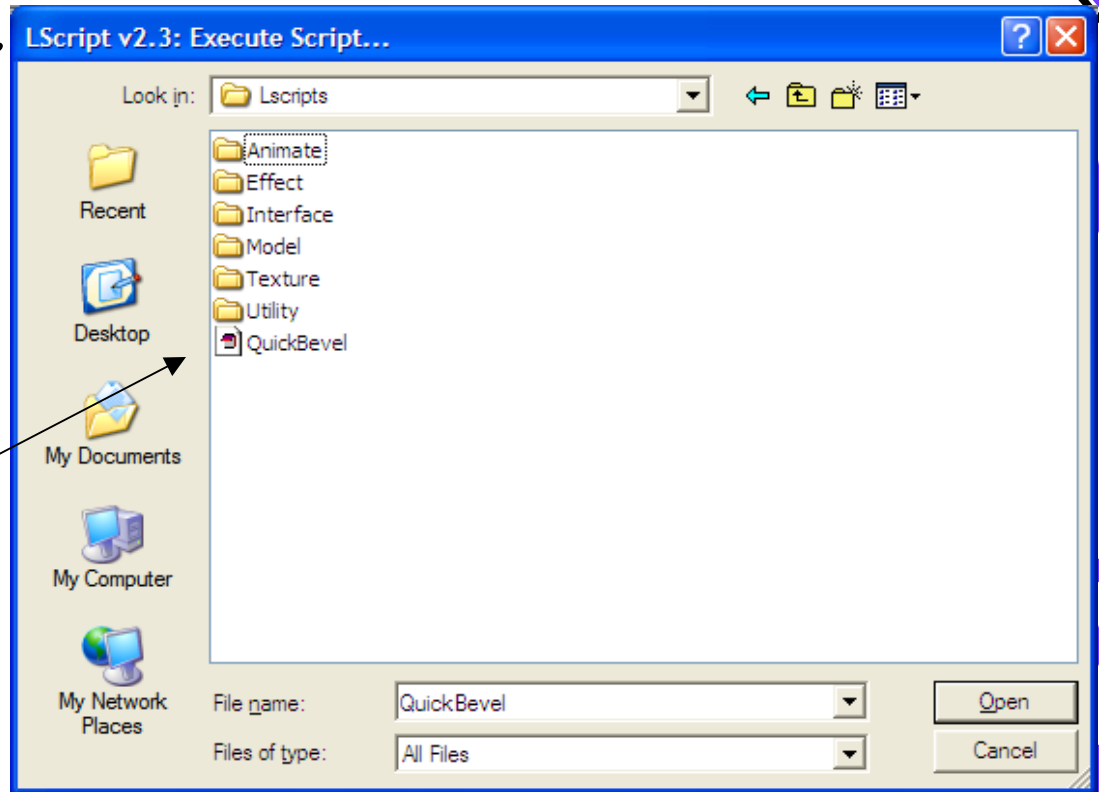 LScript v2.3: Execute Script...
Look in: Lscripts
Animate
Effect
Interface
Model
Texture
Utility
QuickBevel
Recent
Desktop
My Documents
My Computer
My Network
Places
File name: QuickBevel Open
Files of type: All Files Cancel